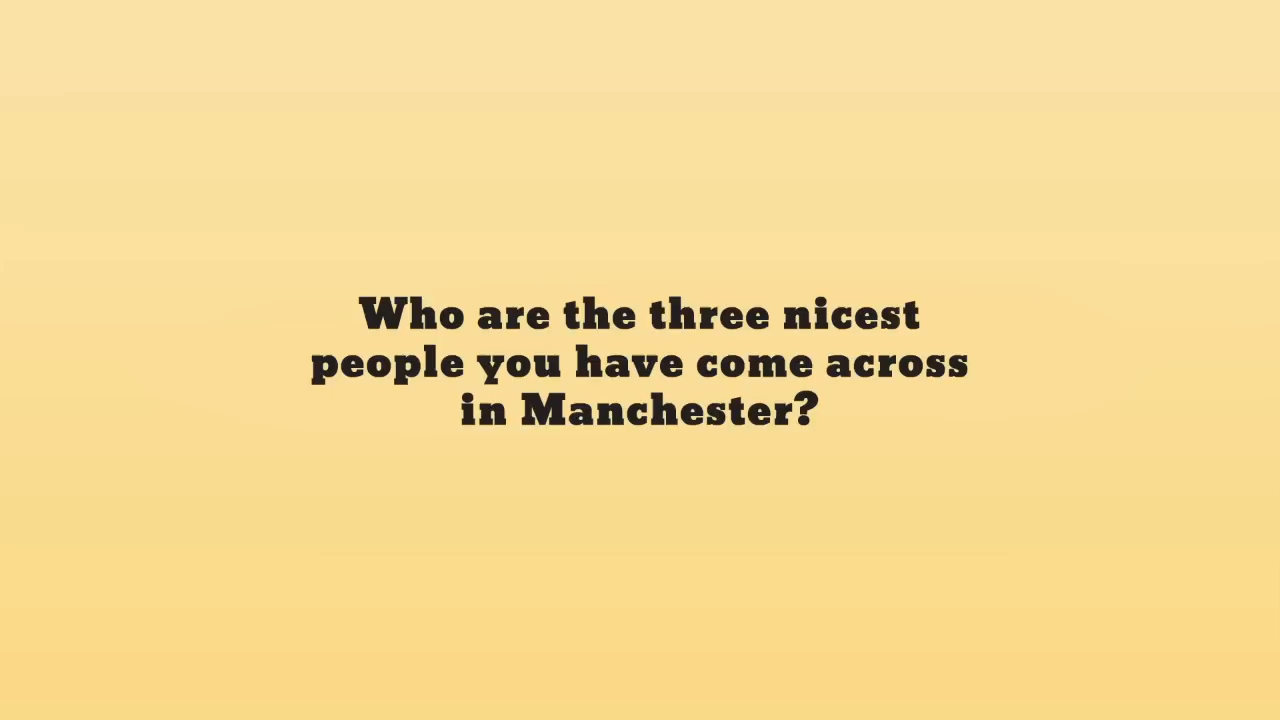 Who are the three nicest
people you have come across
in Manchester?